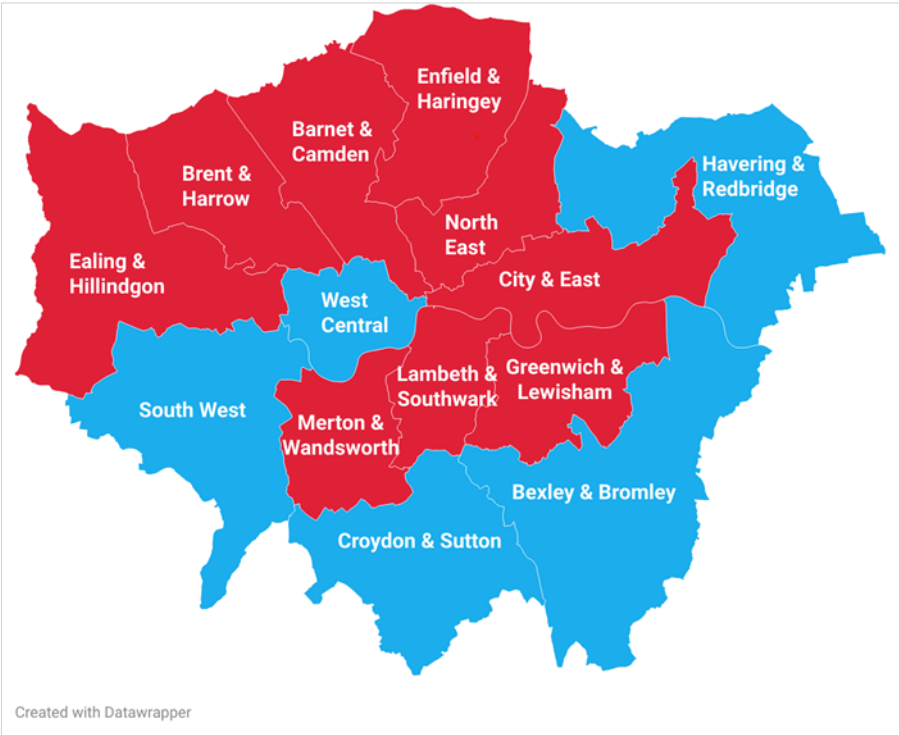 Enfield &
Haringey
Barnet &
Camden
Havering &
Redbridge
Brent &
Harrow
North
East
Ealing &
Hillindgon
City & East
West
Central
Lambeth &
Southwark
Greenwich &
Lewisham
South West
Merton &
Wandsworth
Bexley & Bromley
Croydon & Sutton
Created with Datawrapper